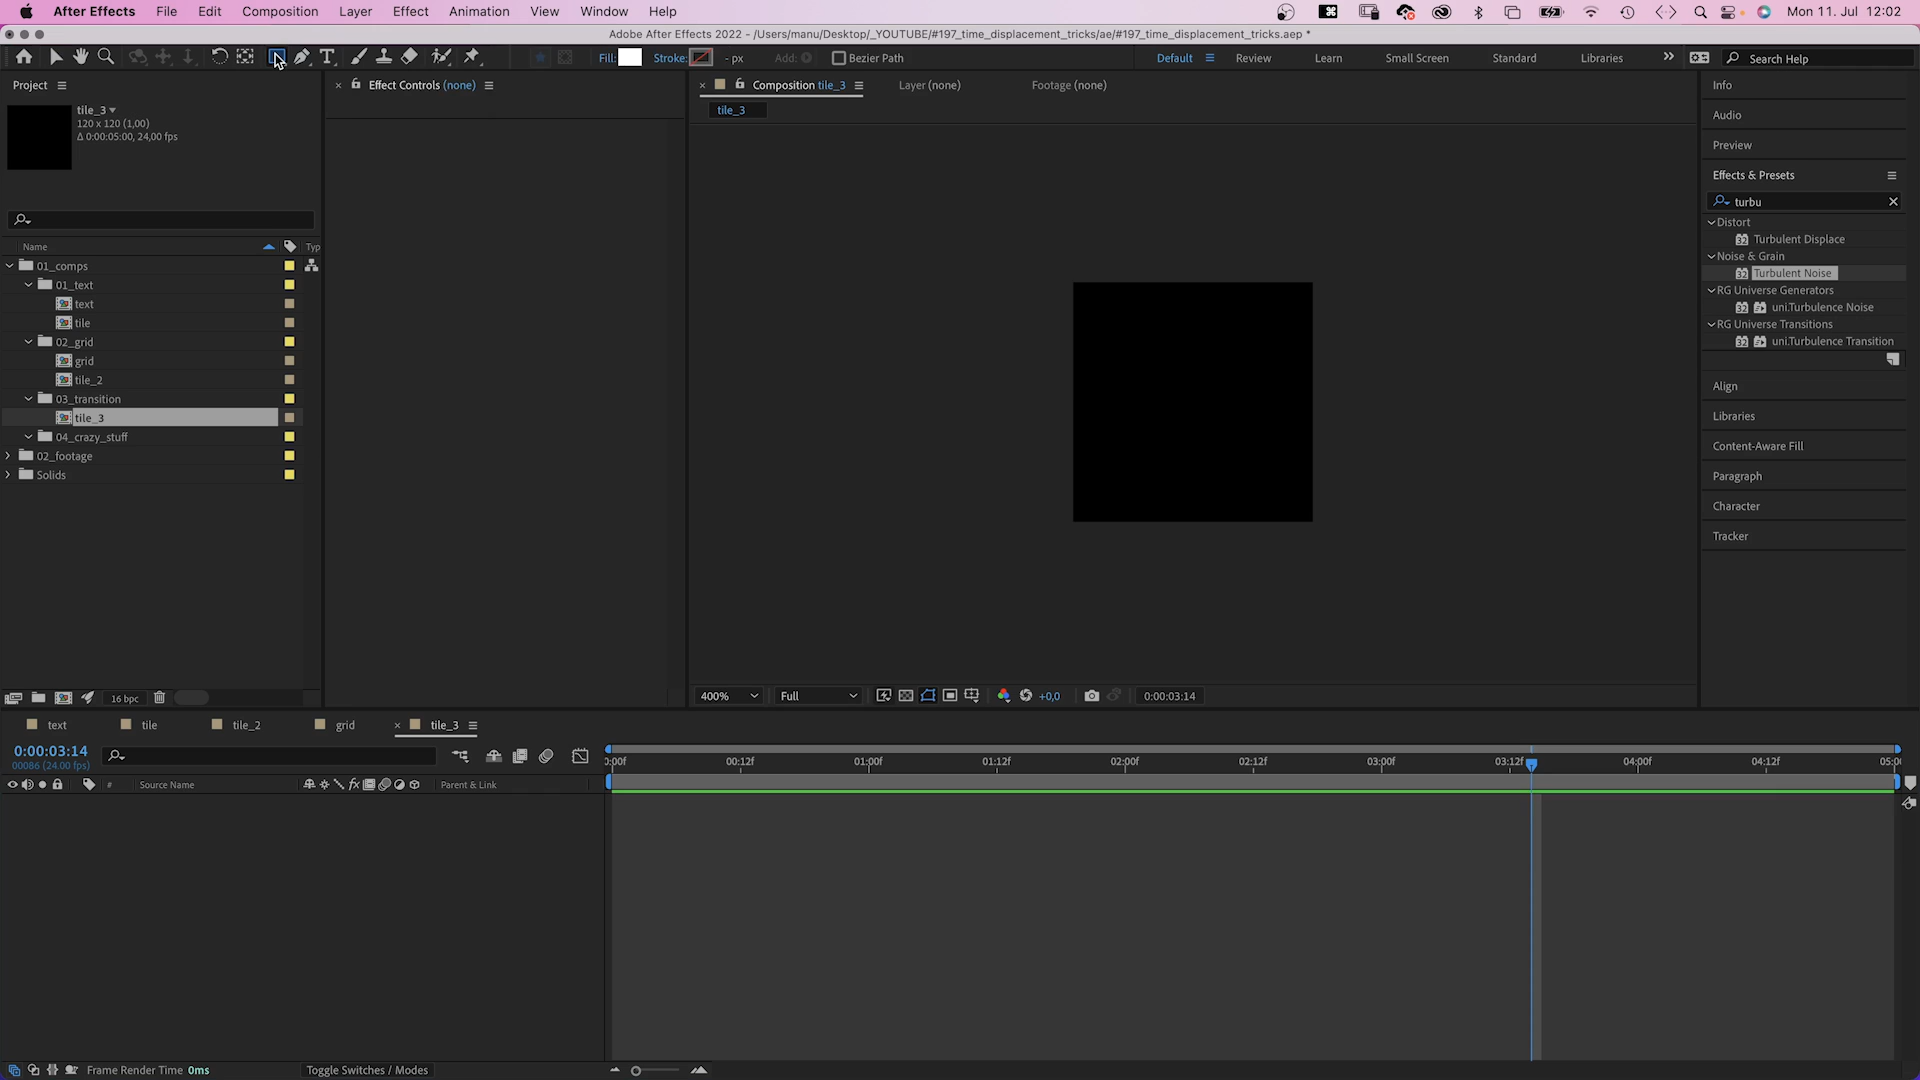 After Effects File Edit Composition Layer Effect Animation View Window Help Mon 11. Jul 12:02
Adobe After Effects 2022 - /Users/manu/Desktop/_YOUTUBE/#197_time_displacement_tricks/ae/#197_time_displacement_tricks.aep *
Fill: Stroke: - px Add: Bezier Path Default Review Learn Small Screen Standard Libraries Search Help
Project Effect Controls (none) Composition tile_3 Layer (none) Footage (none) Info
tile_3
120 x 120 (1,00)
Δ 0:00:05:00, 24,00 fps
tile_3
Audio
Preview
Effects & Presets
turbu
Distort
Turbulent Displace
Noise & Grain
Turbulent Noise
RG Universe Generators
uni.Turbulence Noise
RG Universe Transitions
uni.Turbulence Transition
Align
Libraries
Content-Aware Fill
Paragraph
Character
Tracker
Name Typ
01_comps
01_text
text
tile
02_grid
grid
tile_2
03_transition
tile_3
04_crazy_stuff
02_footage
Solids
16 bpc
400% Full +0,0 0:00:03:14
text tile tile_2 grid tile_3
0:00:03:14
00086 (24.00 fps)
0:00f 00:12f 01:00f 01:12f 02:00f 02:12f 03:00f 03:12f 04:00f 04:12f 05:0
# Source Name Parent & Link
Frame Render Time 0ms Toggle Switches / Modes